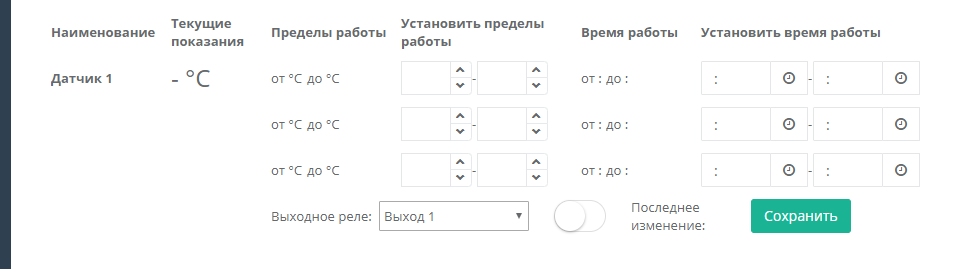 Наименование Текущие показания Пределы работы Установить пределы работы Время работы Установить время работы
Датчик 1 - °C от °C до °C - от : до : : - :
от °C до °C - от : до : : - :
от °C до °C - от : до : : - :
Выходное реле: Выход 1 Последнее изменение: Сохранить